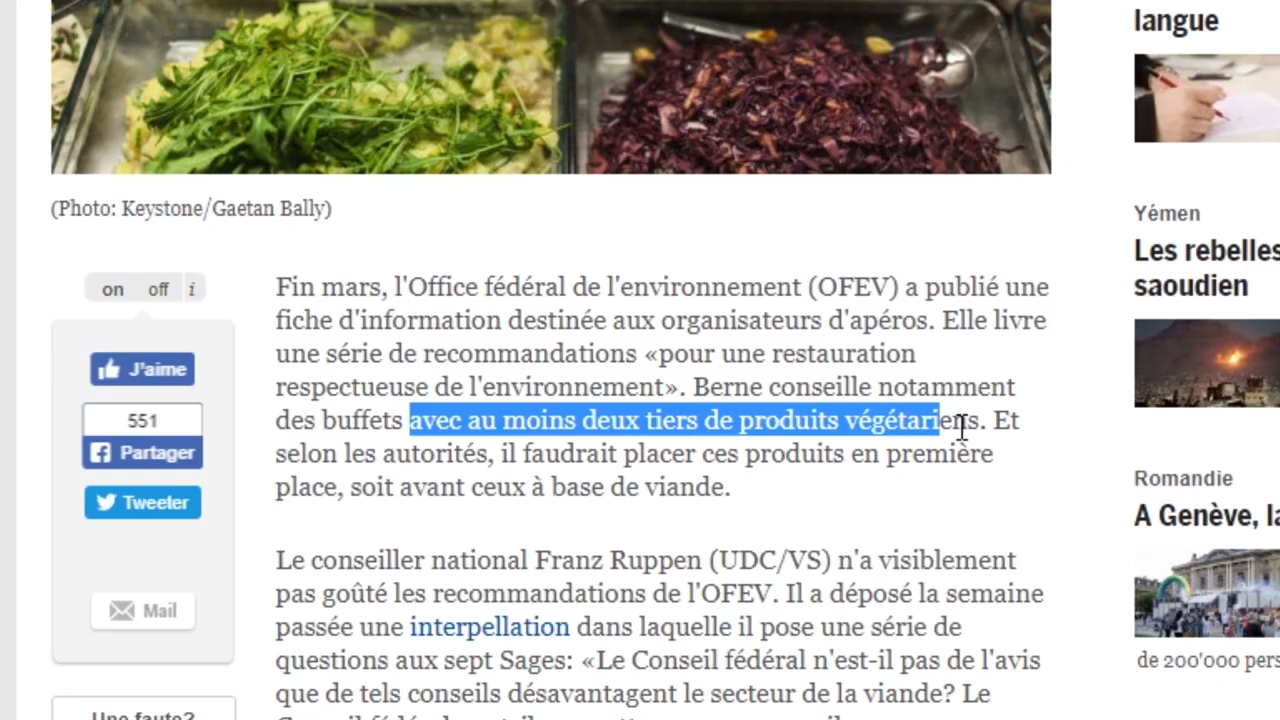 langue
(Photo: Keystone/Gaetan Bally)
Yémen
Les rebelles
saoudien
on off i
Fin mars, l'Office fédéral de l'environnement (OFEV) a publié une
fiche d'information destinée aux organisateurs d'apéros. Elle livre
une série de recommandations «pour une restauration
respectueuse de l'environnement». Berne conseille notamment
des buffets avec au moins deux tiers de produits végétariens. Et
selon les autorités, il faudrait placer ces produits en première
place, soit avant ceux à base de viande.
J'aime
551
Partager
Tweeter
Mail
Romandie
A Genève, la
Le conseiller national Franz Ruppen (UDC/VS) n'a visiblement
pas goûté les recommandations de l'OFEV. Il a déposé la semaine
passée une interpellation dans laquelle il pose une série de
questions aux sept Sages: «Le Conseil fédéral n'est-il pas de l'avis
que de tels conseils désavantagent le secteur de la viande? Le
de 200'000 pers
Une faute?